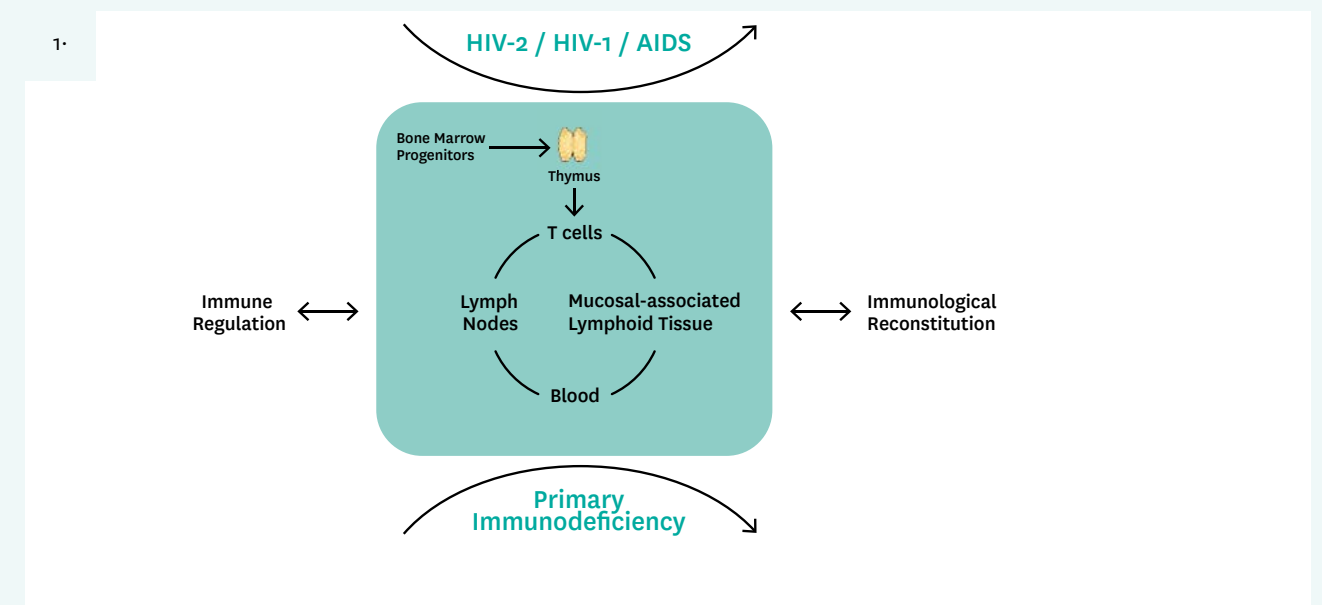 1.
HIV-2 / HIV-1 / AIDS
Bone Marrow
Progenitors
Thymus
T cells
Immune
Regulation
Lymph
Nodes
Mucosal-associated
Lymphoid Tissue
Immunological
Reconstitution
Blood
Primary
Immunodeficiency